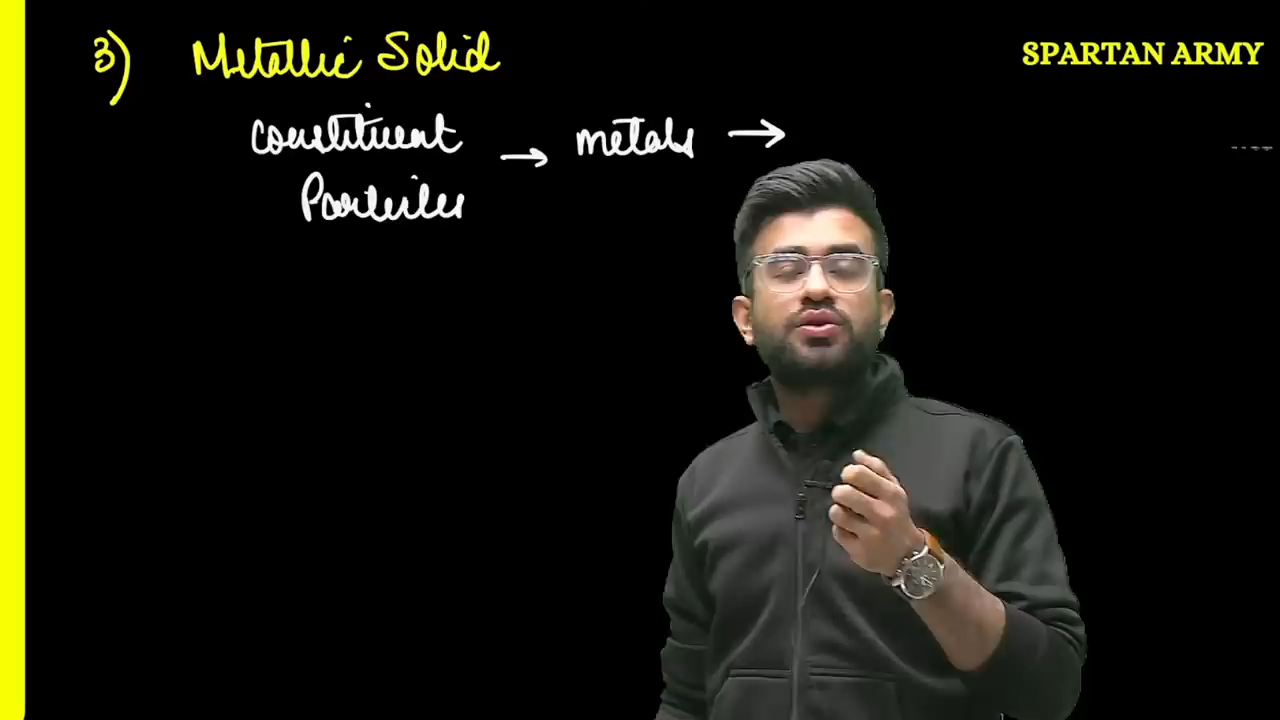 3) Metallic Solid
SPARTAN ARMY
constituent → metals →
Particles